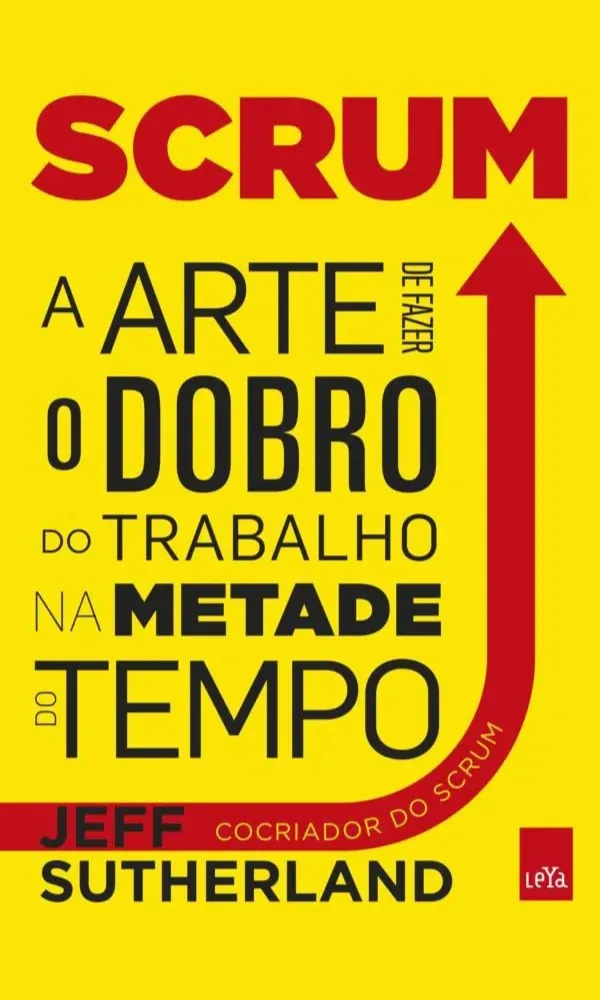 SCRUM
A ARTE DE FAZER
O DOBRO
DO TRABALHO
NA METADE
DO TEMPO
JEFF
SUTHERLAND
COCRIADOR DO SCRUM
LeYa